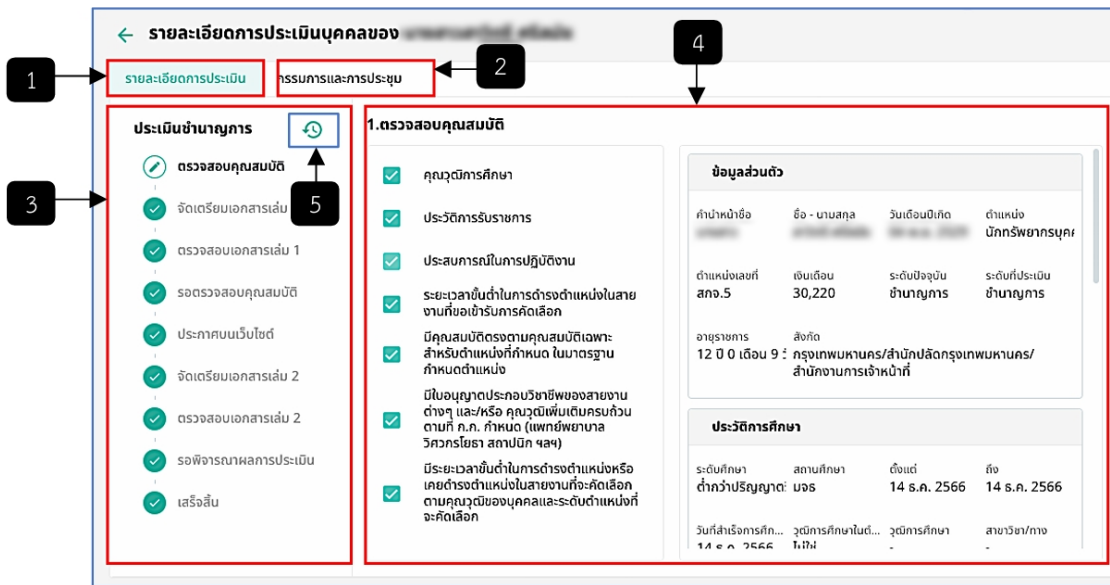 รายละเอียดการประเมินบุคคลของ
4
1
รายละเอียดการประเมิน
กรรมการและการประชุม
2
3
ประเมินชำนาญการ
5
ตรวจสอบคุณสมบัติ
จัดเตรียมเอกสารเล่ม
ตรวจสอบเอกสารเล่ม 1
รอตรวจสอบคุณสมบัติ
ประกาศบนเว็บไซต์
จัดเตรียมเอกสารเล่ม 2
ตรวจสอบเอกสารเล่ม 2
รอพิจารณาผลการประเมิน
เสร็จสิ้น
1.ตรวจสอบคุณสมบัติ
คุณวุฒิการศึกษา
ประวัติการรับราชการ
ประสบการณ์ในการปฏิบัติงาน
ระยะเวลาขั้นต่ำในการดำรงตำแหน่งในสาย
งานที่ขอเข้ารับการคัดเลือก
มีคุณสมบัติตรงตามคุณสมบัติเฉพาะ
สำหรับตำแหน่งที่กำหนด ในมาตรฐาน
กำหนดตำแหน่ง
มีใบอนุญาตประกอบวิชาชีพของสายงาน
ต่างๆ และ/หรือ คุณวุฒิเพิ่มเติมครบถ้วน
ตามที่ ก.ก. กำหนด (แพทย์พยาบาล
วิศวกรโยธา สถาปนิก ฯลฯ)
มีระยะเวลาขั้นต่ำในการดำรงตำแหน่งหรือ
เคยดำรงตำแหน่งในสายงานที่จะคัดเลือก
ตามคุณวุฒิของบุคคลและระดับตำแหน่งที่
จะคัดเลือก
ข้อมูลส่วนตัว
คำนำหน้าชื่อ ชื่อ - นามสกุล วันเดือนปีเกิด ตำแหน่ง
นักทรัพยากรบุค
ตำแหน่งเลขที่ เงินเดือน ระดับปัจจุบัน ระดับที่ประเมิน
สกจ.5 30,220 ชำนาญการ ชำนาญการ
อายุราชการ สังกัด
12 ปี 0 เดือน 9 กรุงเทพมหานคร/สำนักปลัดกรุงเทพมหานคร/
สำนักงานการเจ้าหน้าที่
ประวัติการศึกษา
ระดับศึกษา สถานศึกษา ตั้งแต่ ถึง
ต่ำกว่าปริญญาต มจธ 14 ธ.ค. 2566 14 ธ.ค. 2566
วันที่สำเร็จการศึก... วุฒิการศึกษาในตำ... วุฒิการศึกษา สาขาวิชา/ทาง
14 ธ.ค. 2566 ไม่ใช่ - -